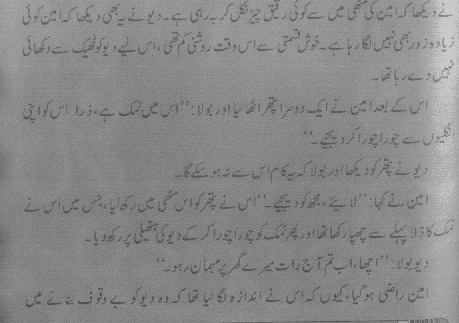 نے دیکھا کہ امین کی مٹھی میں سے کوئی رقیق چیز نکل کر بہہ رہی ہے۔ دیو نے یہ بھی دیکھا کہ امین کوئی
زیادہ زور بھی نہیں لگا رہا ہے۔ خوش قسمتی سے اس وقت روشنی کم تھی، اس لیے دیو کو ٹھیک سے دکھائی
نہیں دے رہا تھا۔
اس کے بعد امین نے ایک دوسرا پتھر اٹھا لیا اور بولا: ”اس میں نمک ہے، ذرا اس کو اپنی
انگلیوں سے چورا چورا کر دیجیے۔“
دیو نے پتھر کو دیکھا اور بولا کہ یہ کام اس سے نہ ہو سکے گا۔
امین نے کہا: ”لائیے، مجھ کو دیجیے۔“ اس نے پتھر کو اس مٹھی میں رکھ لیا، جس میں اس نے
نمک کا ڈلا پہلے سے چھپا رکھا تھا اور پھر نمک کو چورا چورا کر کے دیو کی ہتھیلی پر رکھ دیا۔
دیو بولا: ”اچھا، اب تم آج رات میرے گھر پر مہمان رہو۔“
امین راضی ہو گیا، کیوں کہ اس نے اندازہ لگا لیا تھا کہ وہ دیو کو بے وقوف بنانے میں